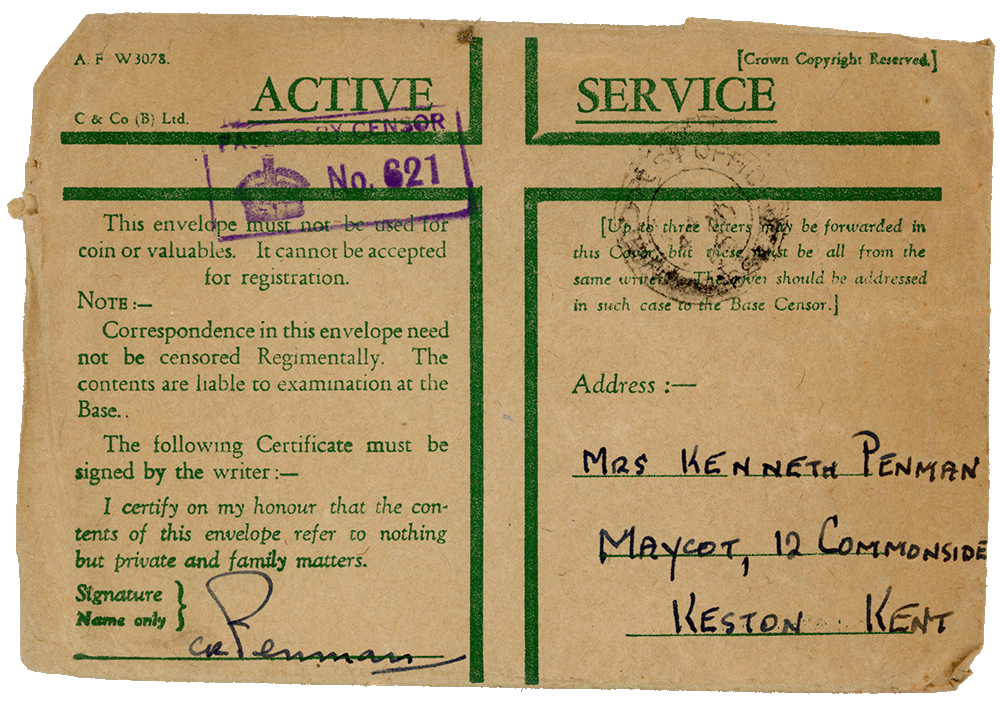 A. F W3078.
[Crown Copyright Reserved.]
ACTIVE SERVICE
C & Co (B) Ltd.
PASSED BY CENSOR
No. 621
This envelope must not be used for
coin or valuables. It cannot be accepted
for registration.
NOTE :—
Correspondence in this envelope need
not be censored Regimentally. The
contents are liable to examination at the
Base..
The following Certificate must be
signed by the writer :—
I certify on my honour that the con-
tents of this envelope refer to nothing
but private and family matters.
Signature
Name only
CK Penman
POST OFFICE
[Up to three letters may be forwarded in
this Cover, but these must be all from the
same writer. The cover should be addressed
in such case to the Base Censor.]
Address :—
MRS KENNETH PENMAN
MAYCOT, 12 COMMONSIDE
KESTON KENT